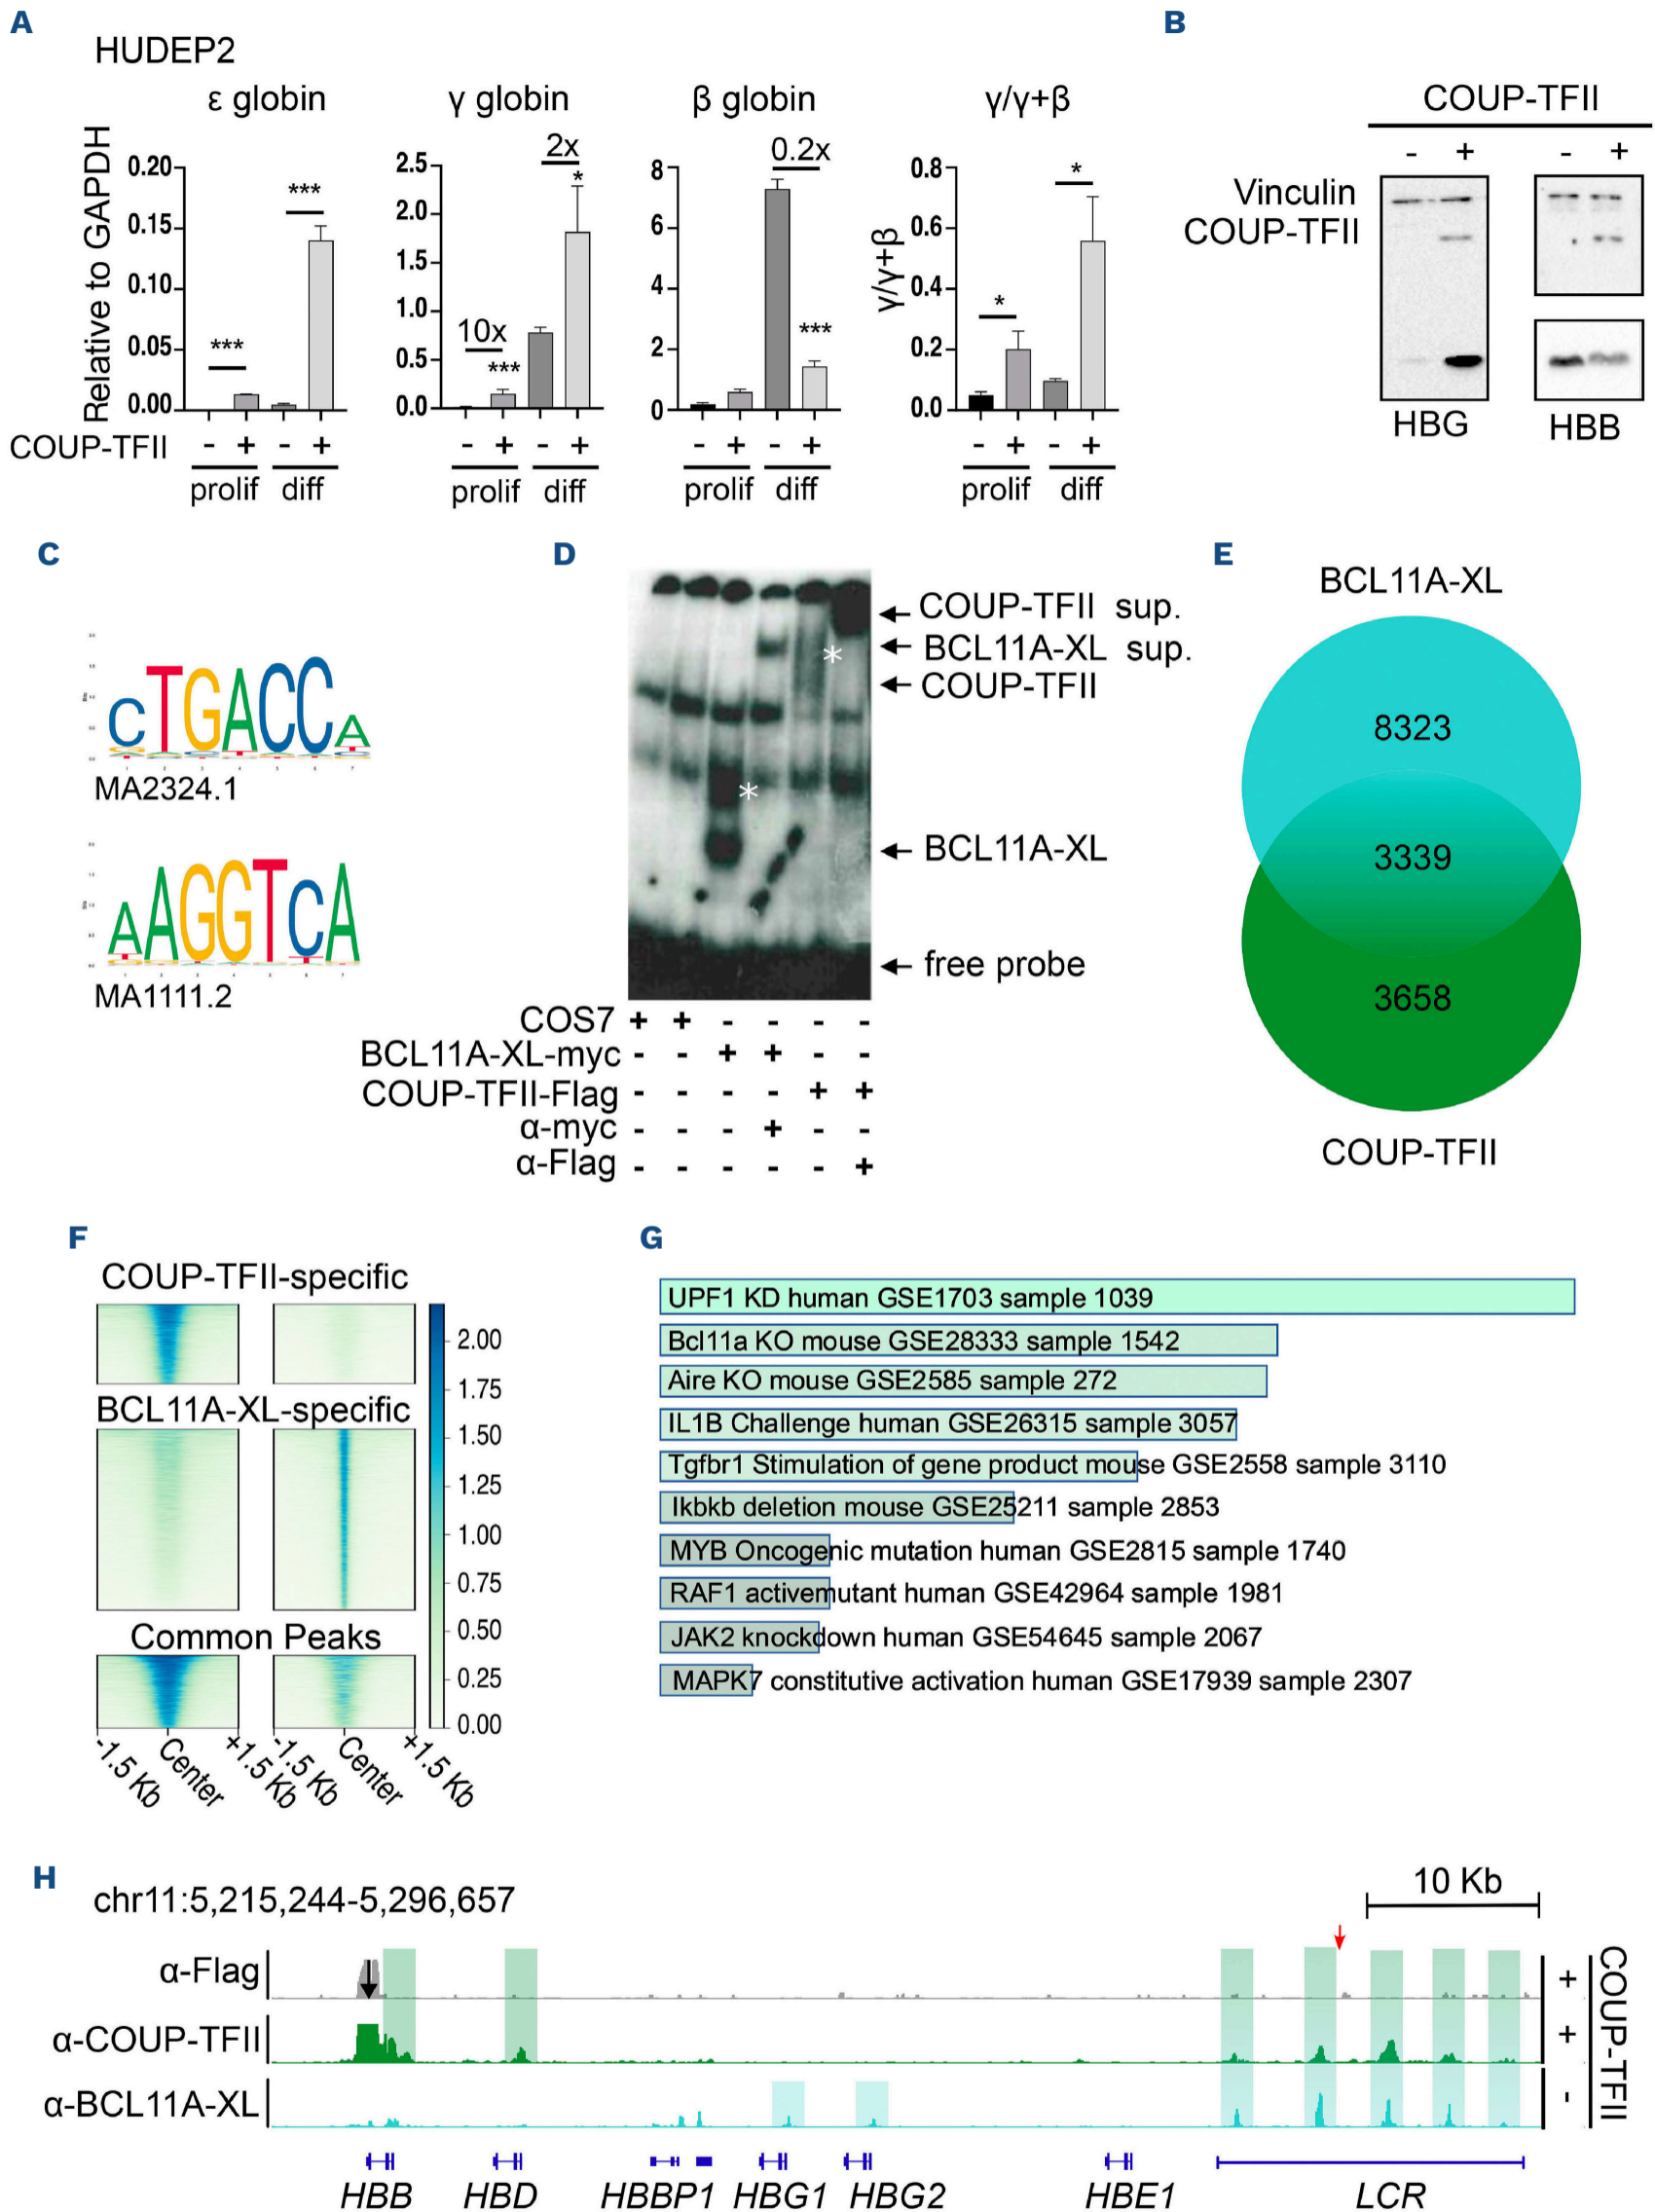 A
HUDEP2
ε globin
γ globin
β globin
γ/γ+β
Relative to GAPDH
0.20
0.15
0.10
0.05
0.00
***
***
2.5
2.0
1.5
1.0
0.5
0.0
10x
***
2x
*
8
6
4
2
0
0.2x
***
γ/γ+β
0.8
0.6
0.4
0.2
0.0
*
*
COUP-TFII - + - + - + - + - + - + - + - +
prolif diff prolif diff prolif diff prolif diff
B
COUP-TFII
- + - +
Vinculin
COUP-TFII
HBG HBB
C
CTGACCA
MA2324.1
AAGGTCA
MA1111.2
D
COUP-TFII sup.
BCL11A-XL sup.
COUP-TFII
BCL11A-XL
free probe
*
*
COS7 + + - - - -
BCL11A-XL-myc - - + + - -
COUP-TFII-Flag - - - - + +
α-myc - - - + - -
α-Flag - - - - - +
E
BCL11A-XL
8323
3339
3658
COUP-TFII
F
COUP-TFII-specific
BCL11A-XL-specific
Common Peaks
2.00
1.75
1.50
1.25
1.00
0.75
0.50
0.25
0.00
-1.5 Kb Center +1.5 Kb -1.5 Kb Center +1.5 Kb
G
UPF1 KD human GSE1703 sample 1039
Bcl11a KO mouse GSE28333 sample 1542
Aire KO mouse GSE2585 sample 272
IL1B Challenge human GSE26315 sample 3057
Tgfbr1 Stimulation of gene product mouse GSE2558 sample 3110
Ikbkb deletion mouse GSE25211 sample 2853
MYB Oncogenic mutation human GSE2815 sample 1740
RAF1 activemutant human GSE42964 sample 1981
JAK2 knockdown human GSE54645 sample 2067
MAPK7 constitutive activation human GSE17939 sample 2307
H
chr11:5,215,244-5,296,657
10 Kb
α-Flag +
α-COUP-TFII +
α-BCL11A-XL -
COUP-TFII
HBB HBD HBBP1 HBG1 HBG2 HBE1 LCR